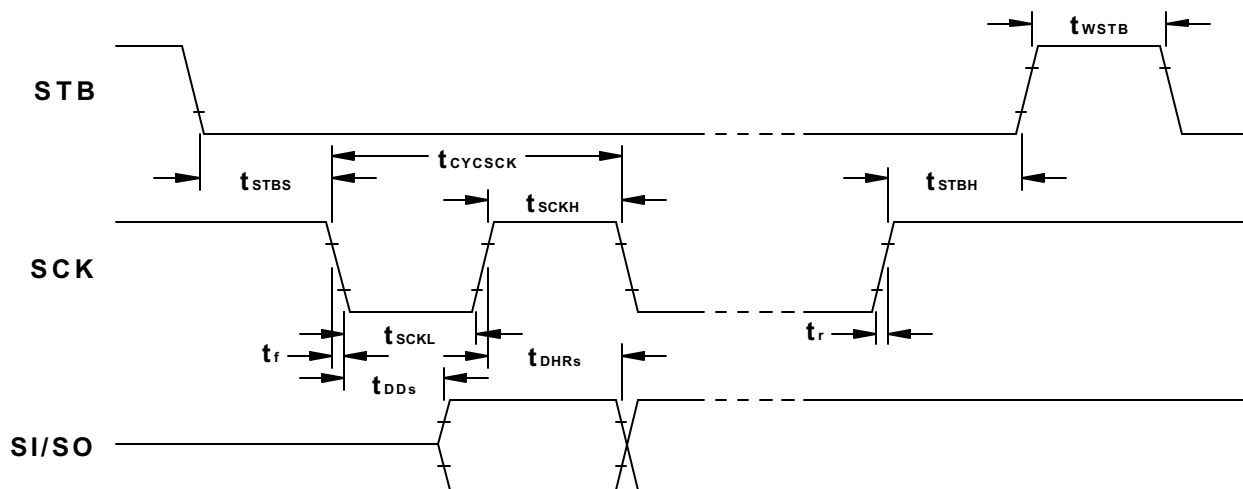 tWSTB
STB
tCYCSCK
tSTBS
tSTBH
tSCKH
SCK
tSCKL
tr
tf
tDHRs
tDDs
SI/SO